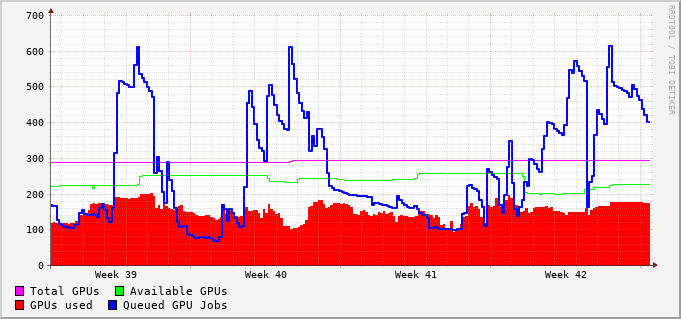 700
600
500
400
300
200
100
0
Week 39 Week 40 Week 41 Week 42
Total GPUs Available GPUs
GPUs used Queued GPU Jobs
RRDTOOL / TOBI OETIKER